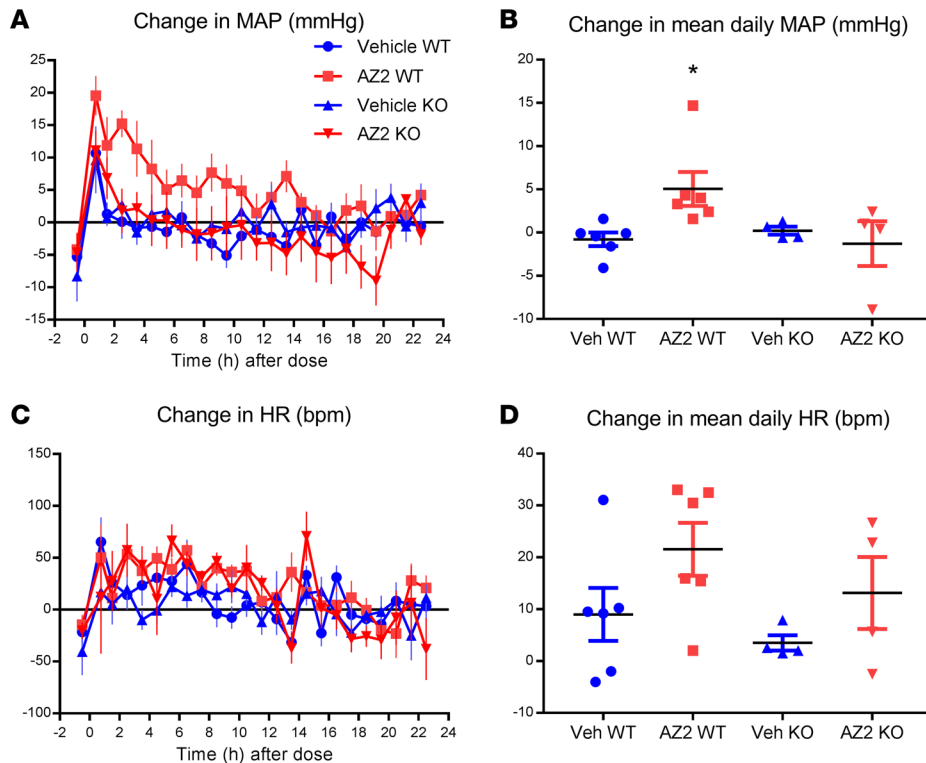 A
Change in MAP (mmHg)
Vehicle WT
AZ2 WT
Vehicle KO
AZ2 KO
25
20
15
10
5
0
-5
-10
-15
-2 0 2 4 6 8 10 12 14 16 18 20 22 24
Time (h) after dose
B
Change in mean daily MAP (mmHg)
*
20
15
10
5
0
-5
-10
Veh WT AZ2 WT Veh KO AZ2 KO
C
Change in HR (bpm)
150
100
50
0
-50
-100
-2 0 2 4 6 8 10 12 14 16 18 20 22 24
Time (h) after dose
D
Change in mean daily HR (bpm)
40
30
20
10
0
-10
Veh WT AZ2 WT Veh KO AZ2 KO